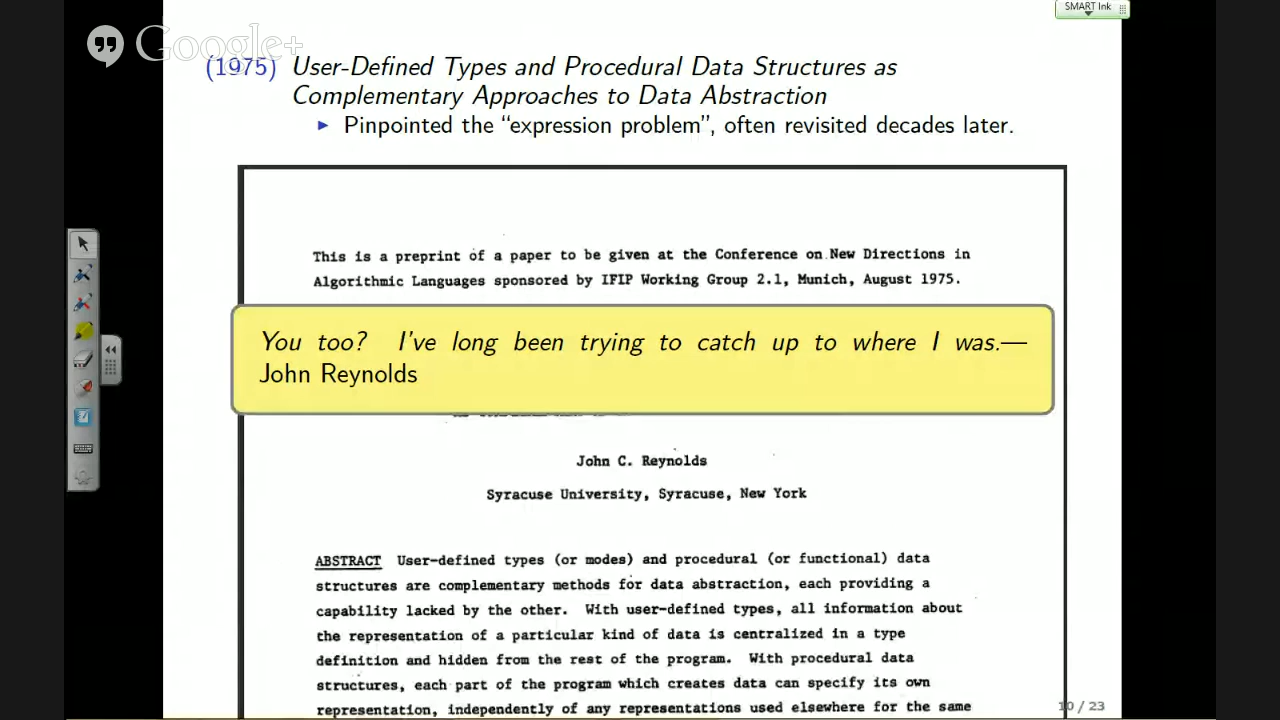 SMART Ink
Google+
(1975) User-Defined Types and Procedural Data Structures as
Complementary Approaches to Data Abstraction
► Pinpointed the “expression problem”, often revisited decades later.
This is a preprint of a paper to be given at the Conference on New Directions in
Algorithmic Languages sponsored by IFIP Working Group 2.1, Munich, August 1975.
You too? I've long been trying to catch up to where I was.—
John Reynolds
John C. Reynolds
Syracuse University, Syracuse, New York
ABSTRACT User-defined types (or modes) and procedural (or functional) data
structures are complementary methods for data abstraction, each providing a
capability lacked by the other. With user-defined types, all information about
the representation of a particular kind of data is centralized in a type
definition and hidden from the rest of the program. With procedural data
structures, each part of the program which creates data can specify its own
representation, independently of any representations used elsewhere for the same
10 / 23